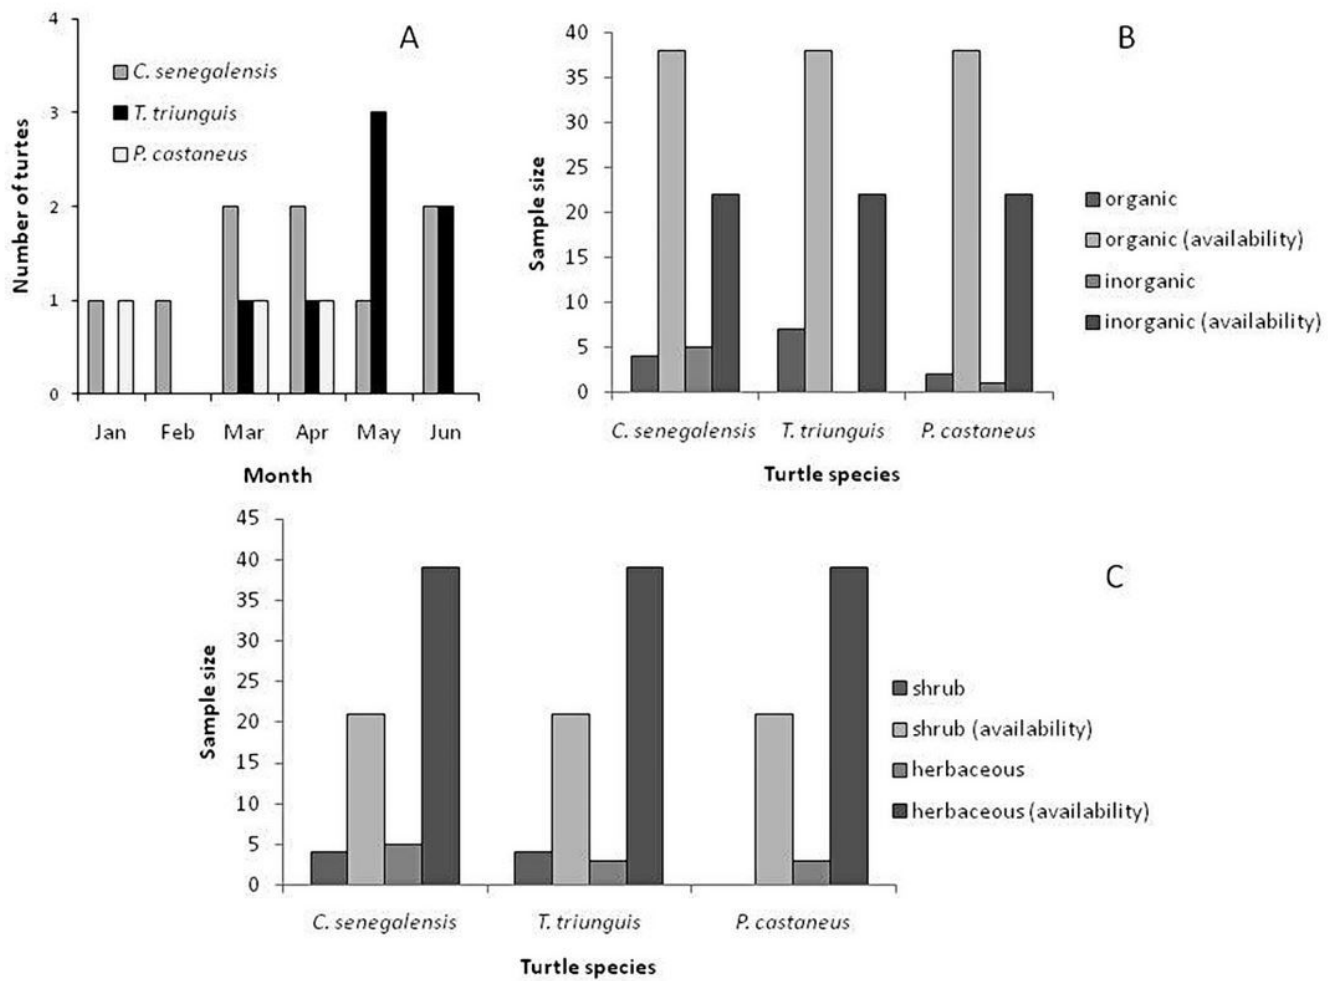 A
4
3
2
1
0
Number of turtes
C. senegalensis
T. triunguis
P. castaneus
Jan Feb Mar Apr May Jun
Month
B
40
35
30
25
20
15
10
5
0
Sample size
organic
organic (availability)
inorganic
inorganic (availability)
C. senegalensis T. triunguis P. castaneus
Turtle species
C
45
40
35
30
25
20
15
10
5
0
Sample size
shrub
shrub (availability)
herbaceous
herbaceous (availability)
C. senegalensis T. triunguis P. castaneus
Turtle species